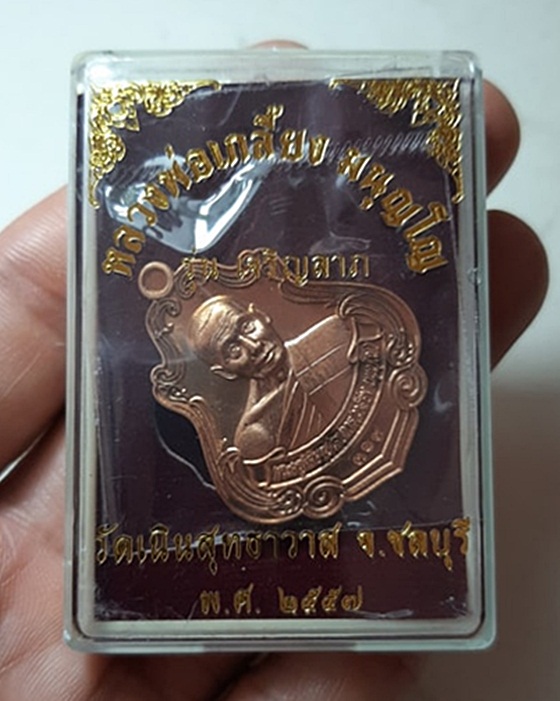 หลวงพ่อเกลี้ยง มนุญโญ
รุ่น เจริญลาภ
วัดเนินสุทธาวาส จ.ชลบุรี
พ.ศ. ๒๕๕๗